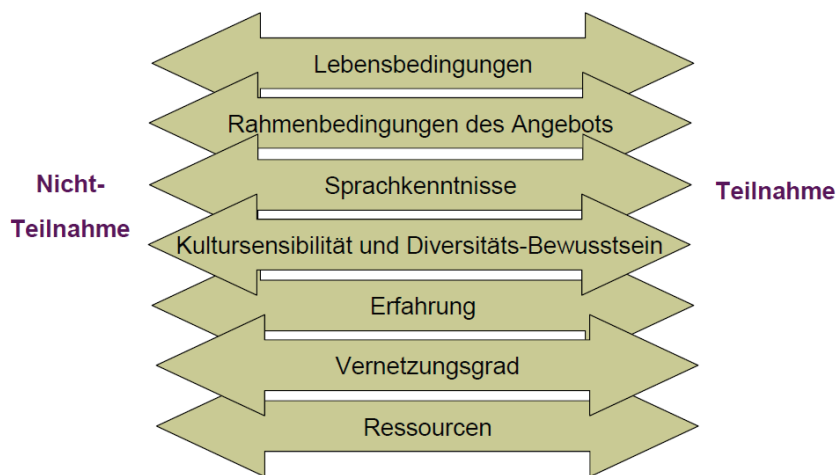 Lebensbedingungen
Rahmenbedingungen des Angebots
Nicht-
Teilnahme
Sprachkenntnisse
Teilnahme
Kultursensibilität und Diversitäts-Bewusstsein
Erfahrung
Vernetzungsgrad
Ressourcen